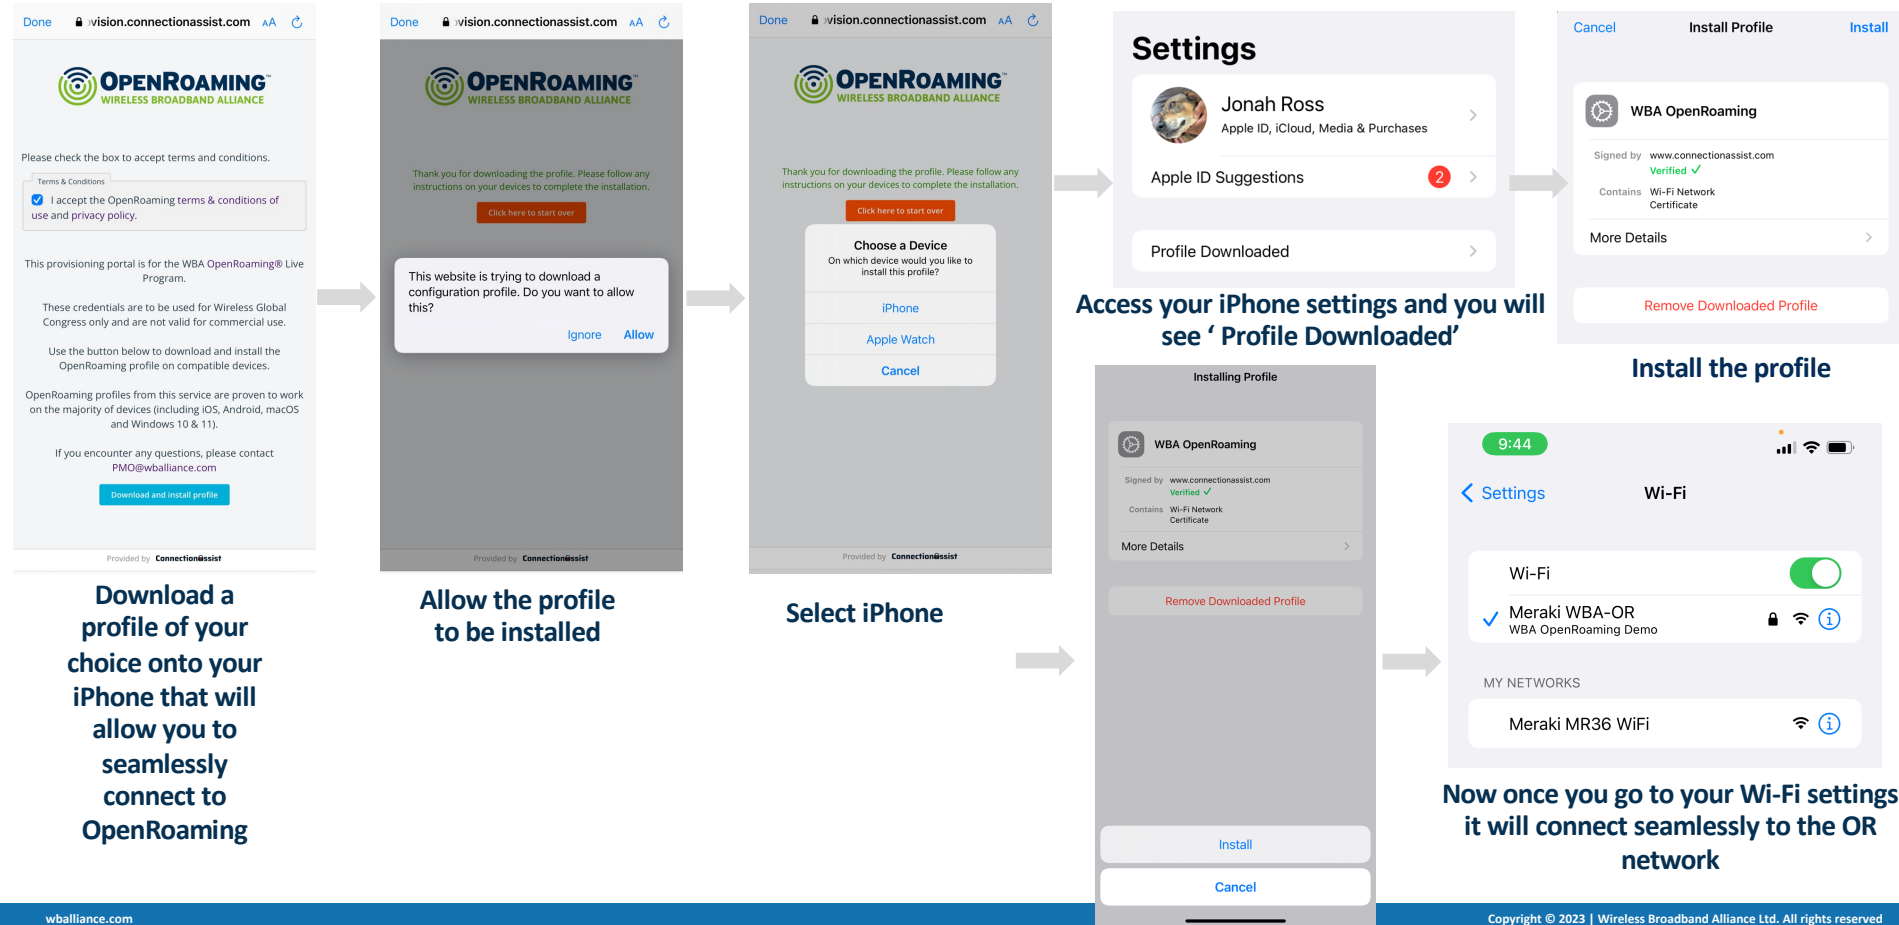 Done
vision.connectionassist.com
AA
OPENROAMING™
WIRELESS BROADBAND ALLIANCE
Please check the box to accept terms and conditions.
Terms & Conditions
I accept the OpenRoaming terms & conditions of
use and privacy policy.
This provisioning portal is for the WBA OpenRoaming® Live
Program.
These credentials are to be used for Wireless Global
Congress only and are not valid for commercial use.
Use the button below to download and install the
OpenRoaming profile on compatible devices.
OpenRoaming profiles from this service are proven to work
on the majority of devices (including iOS, Android, macOS
and Windows 10 & 11).
If you encounter any questions, please contact
PMO@wballiance.com
Download and install profile
Provided by ConnectionAssist
Download a
profile of your
choice onto your
iPhone that will
allow you to
seamlessly
connect to
OpenRoaming
Done
vision.connectionassist.com
AA
OPENROAMING™
WIRELESS BROADBAND ALLIANCE
Thank you for downloading the profile. Please follow any
instructions on your devices to complete the installation.
Click here to start over
This website is trying to download a
configuration profile. Do you want to allow
this?
Ignore
Allow
Provided by ConnectionAssist
Allow the profile
to be installed
Done
vision.connectionassist.com
AA
OPENROAMING™
WIRELESS BROADBAND ALLIANCE
Thank you for downloading the profile. Please follow any
instructions on your devices to complete the installation.
Click here to start over
Choose a Device
On which device would you like to
install this profile?
iPhone
Apple Watch
Cancel
Provided by ConnectionAssist
Select iPhone
Settings
Jonah Ross
Apple ID, iCloud, Media & Purchases
Apple ID Suggestions
2
Profile Downloaded
Access your iPhone settings and you will
see ‘ Profile Downloaded’
Cancel
Install Profile
Install
WBA OpenRoaming
Signed by www.connectionassist.com
Verified ✓
Contains Wi-Fi Network
Certificate
More Details
Remove Downloaded Profile
Install the profile
Installing Profile
WBA OpenRoaming
Signed by www.connectionassist.com
Verified ✓
Contains Wi-Fi Network
Certificate
More Details
Remove Downloaded Profile
Install
Cancel
9:44
Settings
Wi-Fi
Wi-Fi
Meraki WBA-OR
WBA OpenRoaming Demo
MY NETWORKS
Meraki MR36 WiFi
Now once you go to your Wi-Fi settings
it will connect seamlessly to the OR
network
wballiance.com
Copyright © 2023 | Wireless Broadband Alliance Ltd. All rights reserved